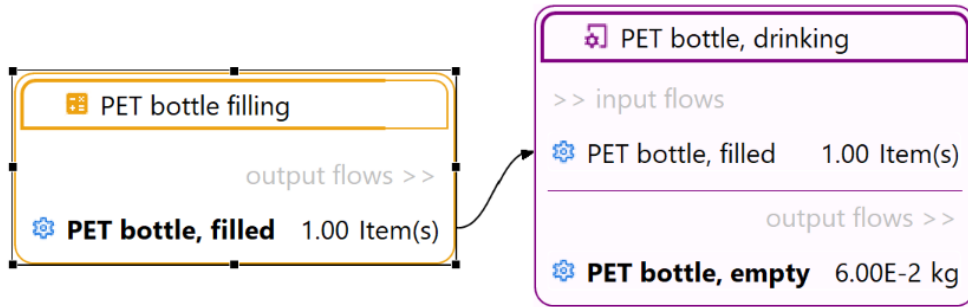 PET bottle filling
output flows >>
PET bottle, filled 1.00 Item(s)
PET bottle, drinking
>> input flows
PET bottle, filled 1.00 Item(s)
output flows >>
PET bottle, empty 6.00E-2 kg